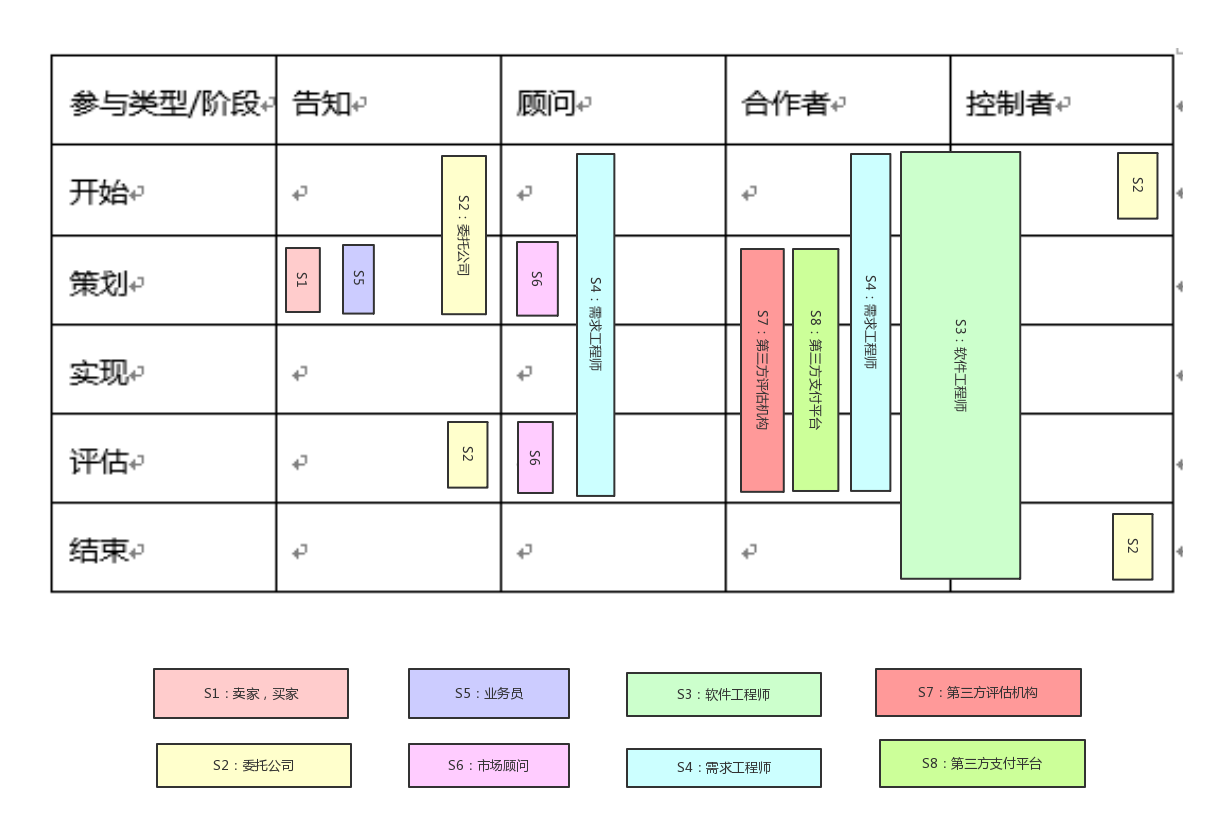 参与类型/阶段 告知 顾问 合作者 控制者
开始
策划
实现
评估
结束
S2：委托公司
S1
S5
S2
S6
S6
S4：需求工程师
S7：第三方评估机构
S8：第三方支付平台
S4：需求工程师
S3：软件工程师
S2
S2
S1：卖家，买家
S5：业务员
S3：软件工程师
S7：第三方评估机构
S2：委托公司
S6：市场顾问
S4：需求工程师
S8：第三方支付平台